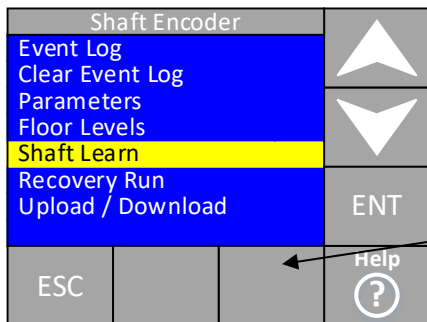 Shaft Encoder
Event Log
Clear Event Log
Parameters
Floor Levels
Shaft Learn
Recovery Run
Upload / Download
ENT
ESC
Help
?